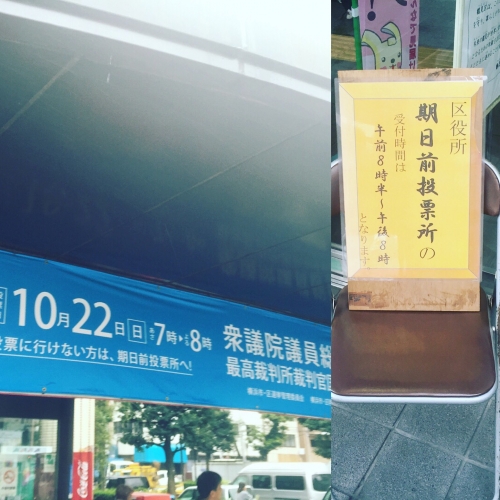 10月22日 日 7時 8時
票に行けない方は、期日前投票所へ!
衆議院議員総
最高裁判所裁判官国
区役所
期日前投票所の
受付時間は
午前8時半~午後8時
となります。